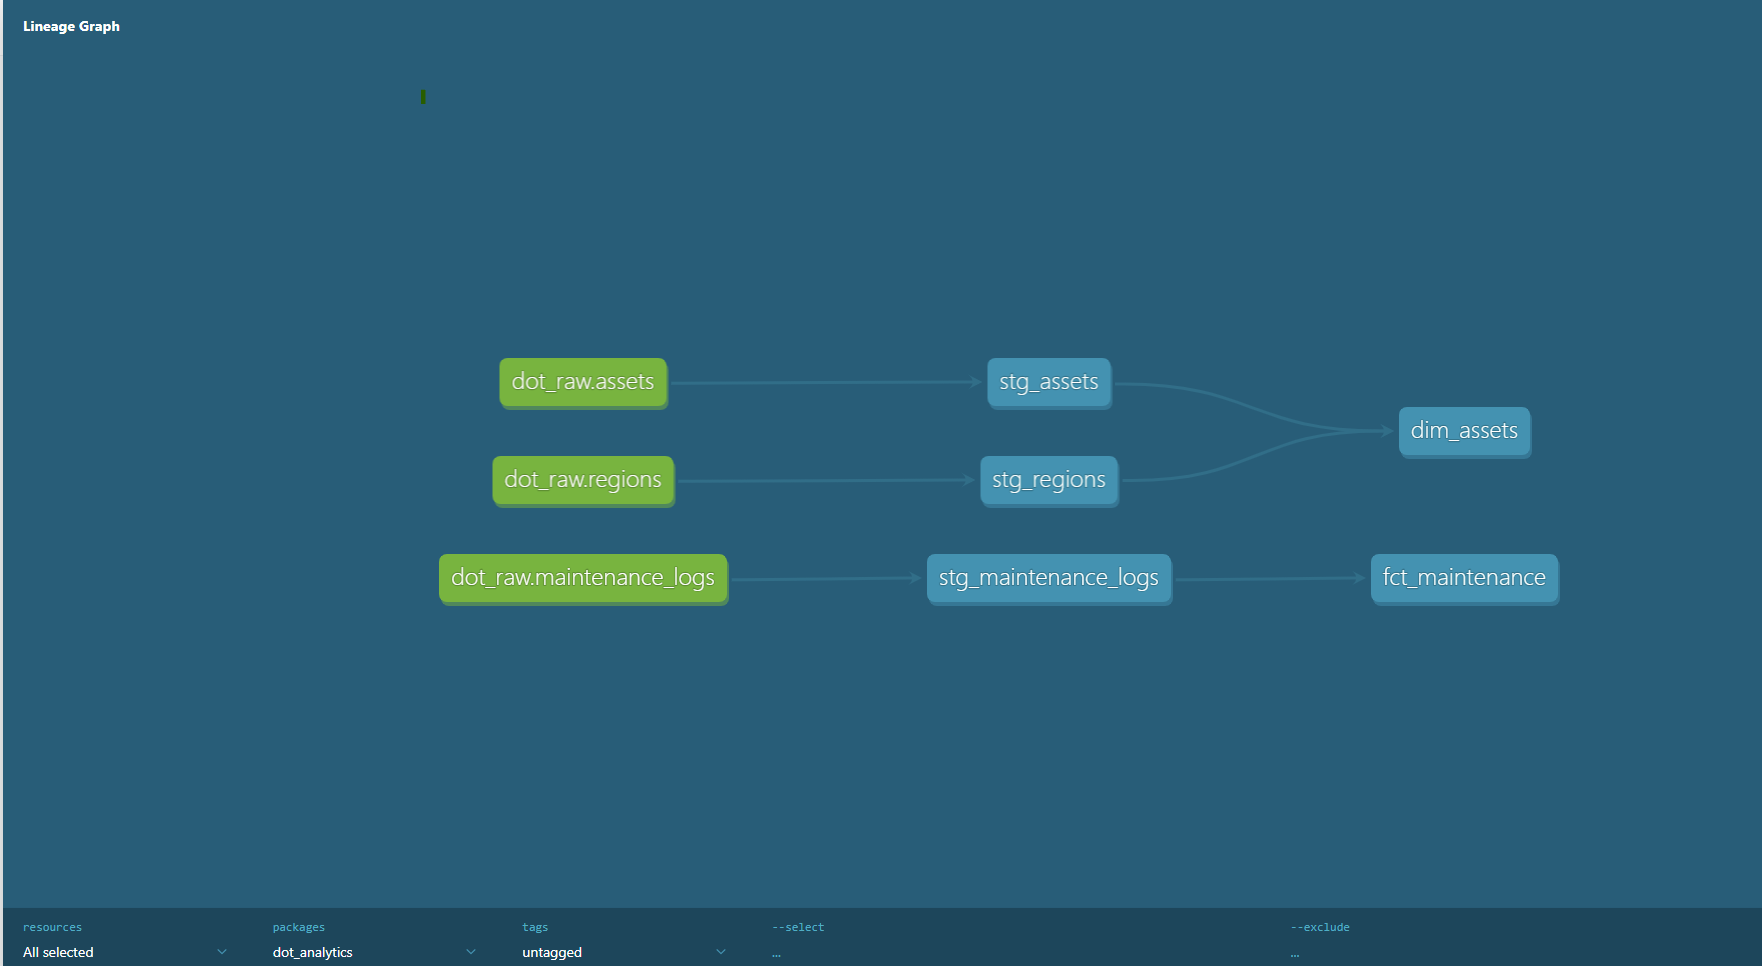 Lineage Graph
dot_raw.assets
stg_assets
dim_assets
dot_raw.regions
stg_regions
dot_raw.maintenance_logs
stg_maintenance_logs
fct_maintenance
resources
packages
tags
--select
--exclude
All selected
dot_analytics
untagged
...
...